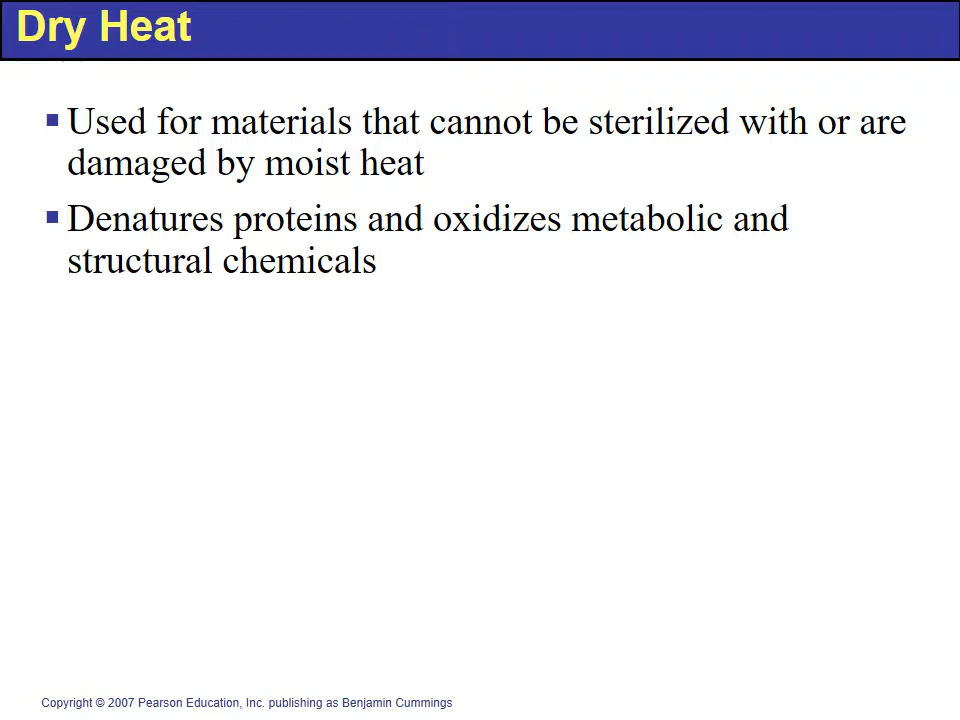 Dry Heat
Used for materials that cannot be sterilized with or are
damaged by moist heat
Denatures proteins and oxidizes metabolic and
structural chemicals
Copyright © 2007 Pearson Education, Inc. publishing as Benjamin Cummings